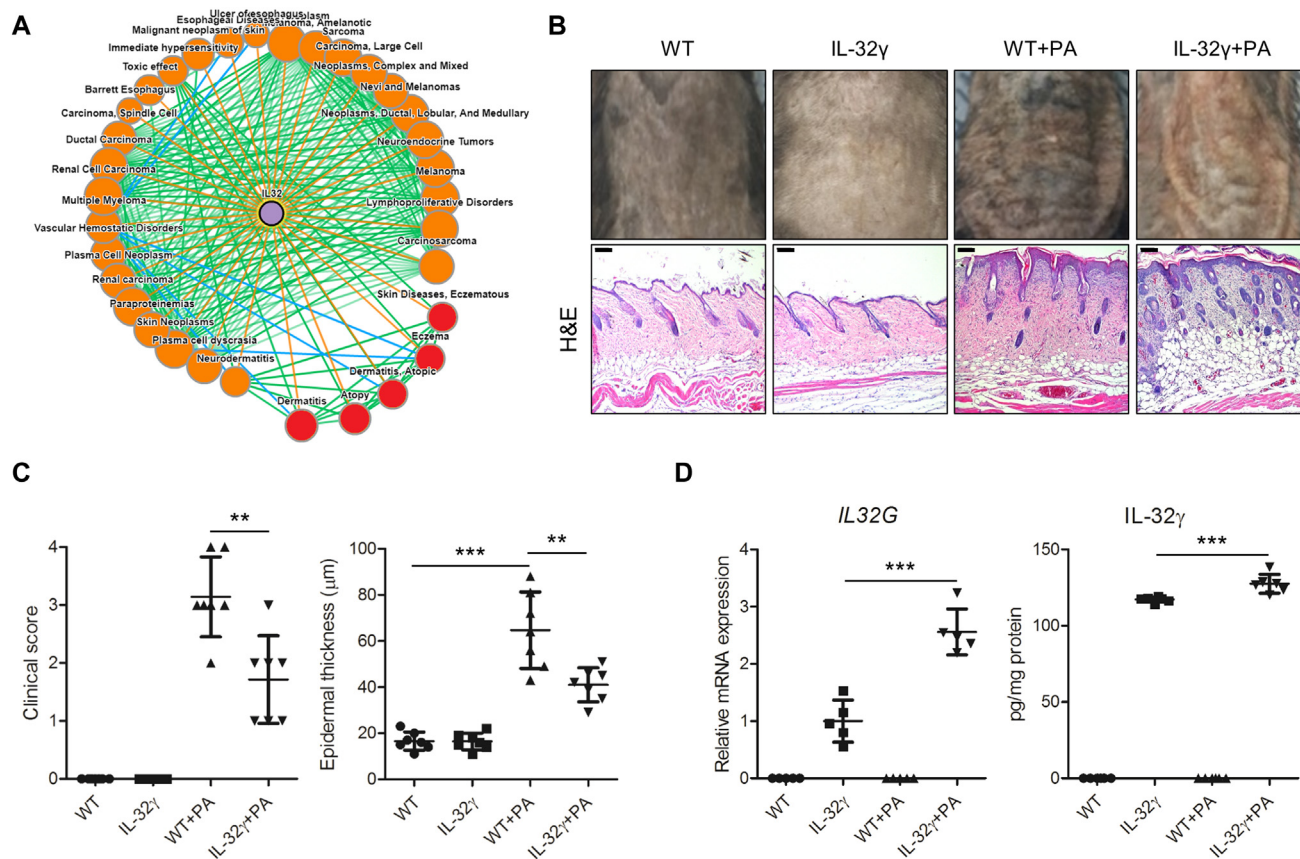 A
Ulcer of esophagus
Esophageal Diseases
Malignant neoplasm of skin
Melanoma, Amelanotic
Immediate hypersensitivity
Sarcoma
Toxic effect
Carcinoma, Large Cell
Barrett Esophagus
Neoplasms, Complex and Mixed
Carcinoma, Spindle Cell
Nevi and Melanomas
Ductal Carcinoma
Neoplasms, Ductal, Lobular, And Medullary
Renal Cell Carcinoma
Neuroendocrine Tumors
Multiple Myeloma
Melanoma
IL32
Vascular Hemostatic Disorders
Lymphoproliferative Disorders
Plasma Cell Neoplasm
Carcinosarcoma
Renal carcinoma
Paraproteinemias
Skin Diseases, Eczematous
Skin Neoplasms
Eczema
Plasma cell dyscrasia
Neurodermatitis
Dermatitis, Atopic
Dermatitis
Atopy
B
WT
IL-32γ
WT+PA
IL-32γ+PA
H&E
C
**
Clinical score
4
3
2
1
0
WT
IL-32γ
WT+PA
IL-32γ+PA
***
**
Epidermal thickness (μm)
100
80
60
40
20
0
WT
IL-32γ
WT+PA
IL-32γ+PA
D
IL32G
***
Relative mRNA expression
4
3
2
1
0
WT
IL-32γ
WT+PA
IL-32γ+PA
IL-32γ
***
pg/mg protein
150
100
50
0
WT
IL-32γ
WT+PA
IL-32γ+PA